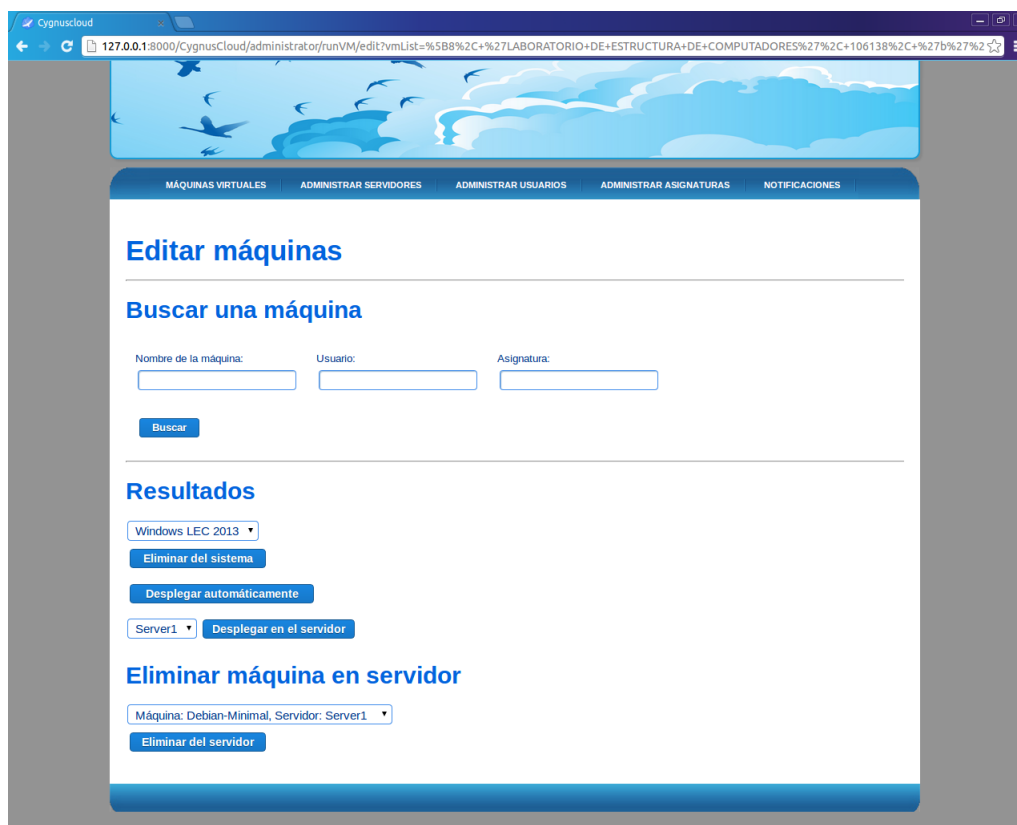 Cygnuscloud
127.0.0.1:8000/CygnusCloud/administrator/runVM/edit?vmList=%5B8%2C+%27LABORATORIO+DE+ESTRUCTURA+DE+COMPUTADORES%27%2C+106138%2C+%27b%27%2
MÁQUINAS VIRTUALES ADMINISTRAR SERVIDORES ADMINISTRAR USUARIOS ADMINISTRAR ASIGNATURAS NOTIFICACIONES
Editar máquinas
Buscar una máquina
Nombre de la máquina: Usuario: Asignatura:
Buscar
Resultados
Windows LEC 2013
Eliminar del sistema
Desplegar automáticamente
Server1 Desplegar en el servidor
Eliminar máquina en servidor
Máquina: Debian-Minimal, Servidor: Server1
Eliminar del servidor